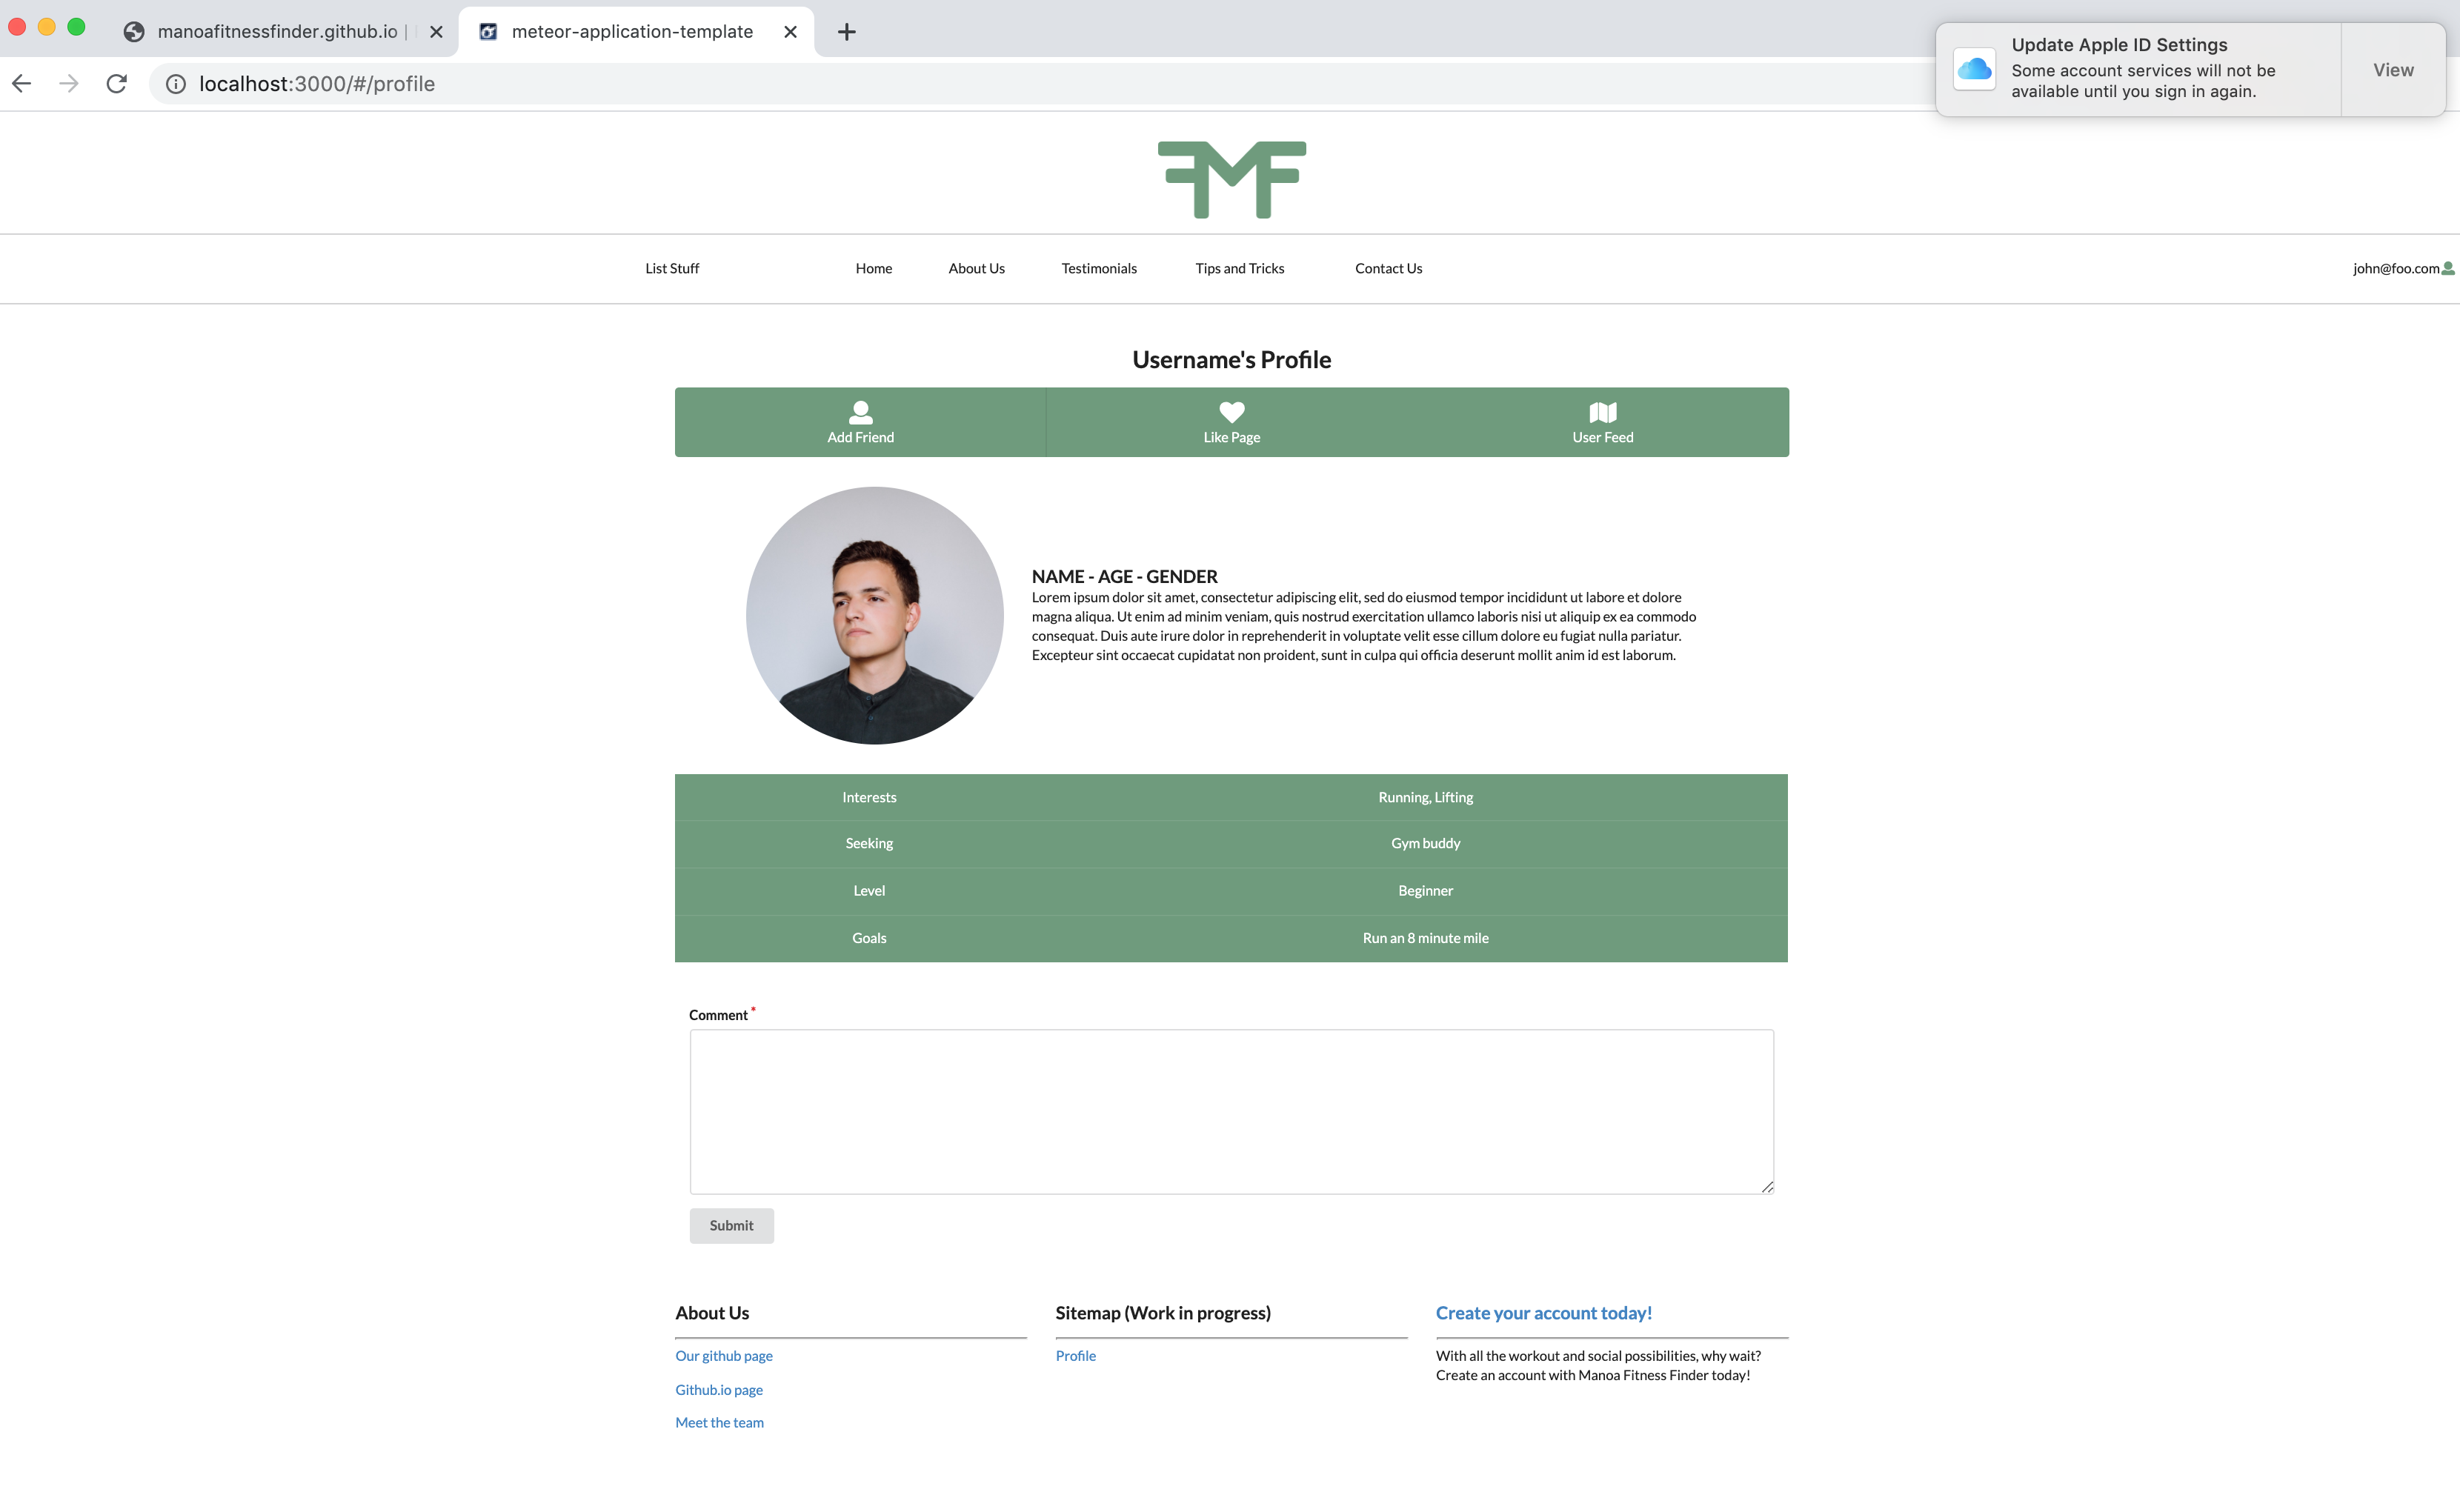 manoafitnessfinder.github.io |
meteor-application-template
localhost:3000/#/profile
Update Apple ID Settings
Some account services will not be
available until you sign in again.
View
FMF
List Stuff
Home
About Us
Testimonials
Tips and Tricks
Contact Us
john@foo.com
Username's Profile
Add Friend
Like Page
User Feed
NAME - AGE - GENDER
Lorem ipsum dolor sit amet, consectetur adipiscing elit, sed do eiusmod tempor incididunt ut labore et dolore
magna aliqua. Ut enim ad minim veniam, quis nostrud exercitation ullamco laboris nisi ut aliquip ex ea commodo
consequat. Duis aute irure dolor in reprehenderit in voluptate velit esse cillum dolore eu fugiat nulla pariatur.
Excepteur sint occaecat cupidatat non proident, sunt in culpa qui officia deserunt mollit anim id est laborum.
Interests
Running, Lifting
Seeking
Gym buddy
Level
Beginner
Goals
Run an 8 minute mile
Comment *
Submit
About Us
Our github page
Github.io page
Meet the team
Sitemap (Work in progress)
Profile
Create your account today!
With all the workout and social possibilities, why wait?
Create an account with Manoa Fitness Finder today!